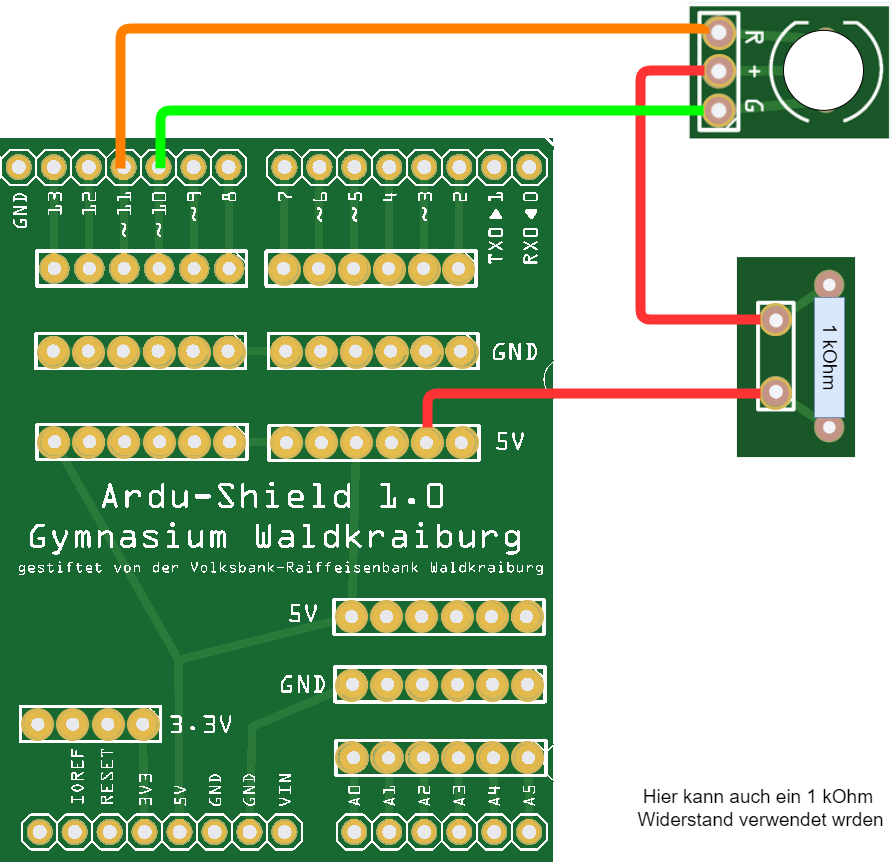 R
+
G
GND
13
12
~11
~10
~9
8
7
~6
~5
4
~3
2
TXO ▲ 1
RXO ▼ 0
GND
1 kOhm
5V
Ardu-Shield 1.0
Gymnasium Waldkraiburg
gestiftet von der Volksbank-Raiffeisenbank Waldkraiburg
5V
GND
3.3V
IOREF
RESET
3V3
5V
GND
GND
VIN
A0
A1
A2
A3
A4
A5
Hier kann auch ein 1 kOhm
Widerstand verwendet wrden